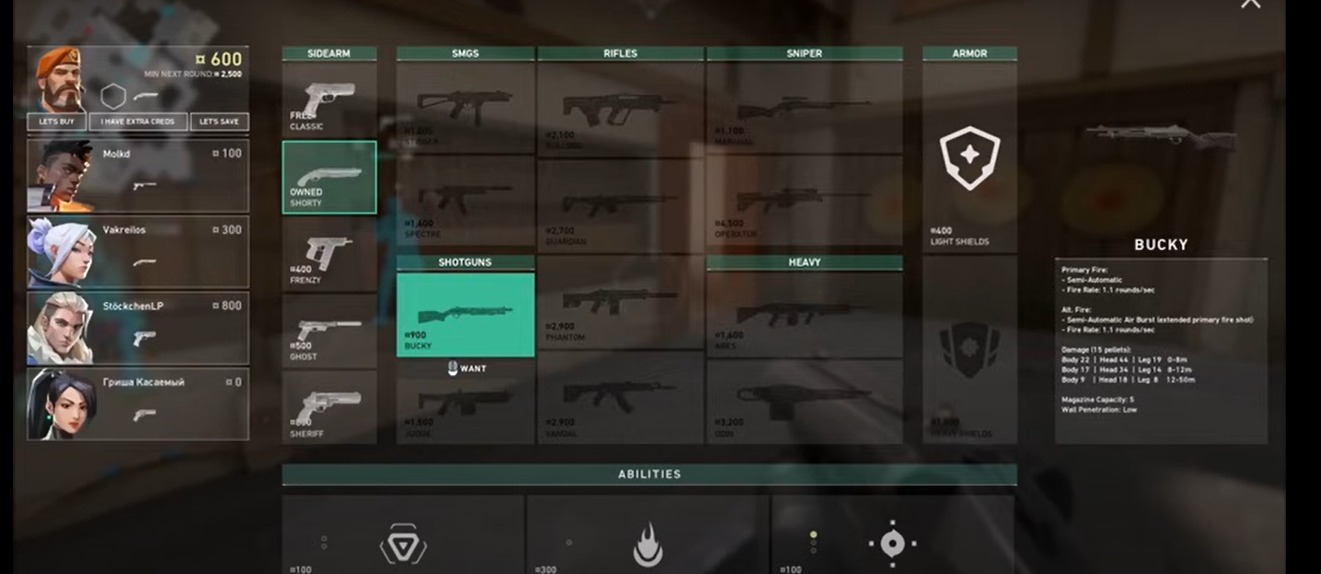 ¤ 600
MIN NEXT ROUND: ¤ 2,500
LET'S BUY
I HAVE EXTRA CREDS
LET'S SAVE
Molkd
¤ 100
Vakreilos
¤ 300
StöckchenLP
¤ 800
Гриша Касаемый
¤ 0
SIDEARM
FREE
CLASSIC
OWNED
SHORTY
¤400
FRENZY
¤500
GHOST
¤800
SHERIFF
SMGS
¤1,600
SPECTRE
SHOTGUNS
¤900
BUCKY
WANT
¤1,500
JUDGE
RIFLES
¤2,100
BULLDOG
¤2,700
GUARDIAN
¤2,900
PHANTOM
¤2,900
VANDAL
SNIPER
¤1,100
MARSHAL
¤4,500
OPERATOR
HEAVY
¤1,600
ARES
¤3,200
ODIN
ARMOR
¤400
LIGHT SHIELDS
HEAVY SHIELDS
BUCKY
Primary Fire:
- Semi-Automatic
- Fire Rate: 1.1 rounds/sec
Alt. Fire:
- Semi-Automatic Air Burst (extended primary fire shot)
- Fire Rate: 1.1 rounds/sec
Damage (15 pellets):
Body 22 | Head 44 | Leg 19 0-8m
Body 17 | Head 34 | Leg 14 8-12m
Body 9 | Head 18 | Leg 8 12-50m
Magazine Capacity: 5
Wall Penetration: Low
ABILITIES
¤100
¤300
¤100